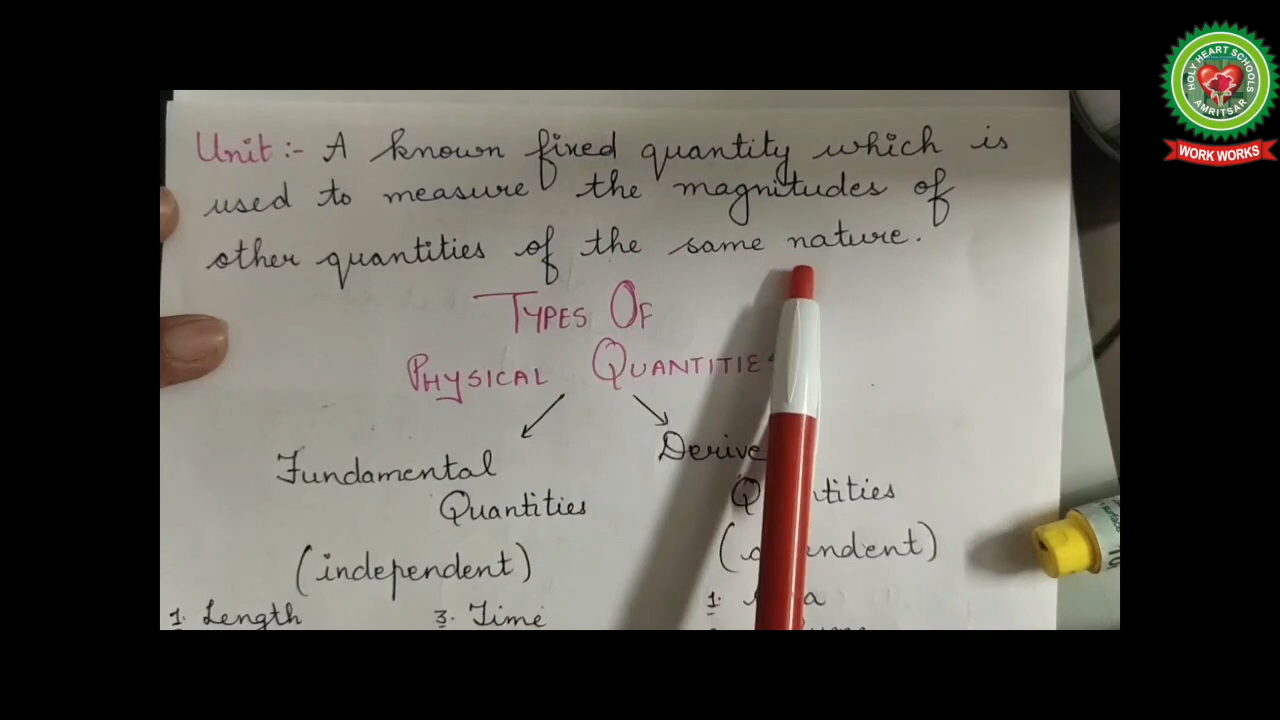 Unit :- A known fixed quantity which is
used to measure the magnitudes of
other quantities of the same nature.
TYPES OF
PHYSICAL QUANTITIE
Fundamental
Quantities
(independent)
1. Length
3. Time
Derive
(
1.
HOLY HEART SCHOOLS
AMRITSAR
WORK WORKS